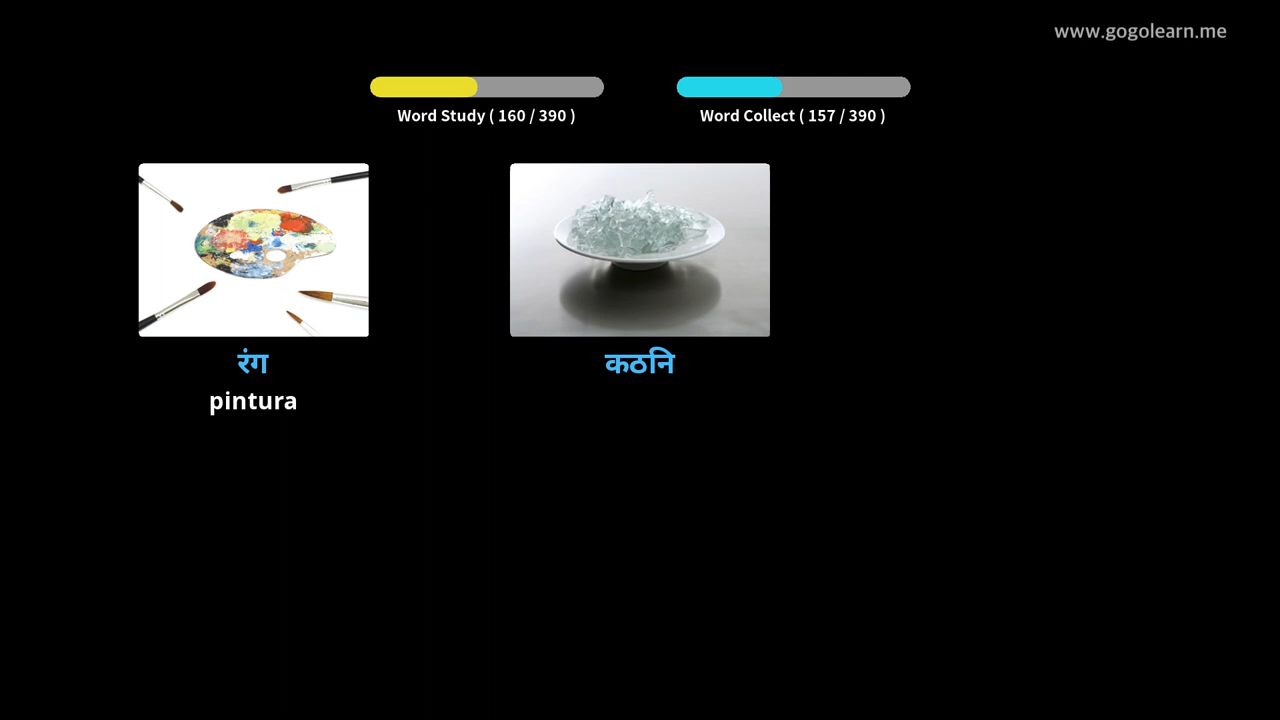 www.gogolearn.me
Word Study ( 160 / 390 )
Word Collect ( 157 / 390 )
रंग
कठनि
pintura